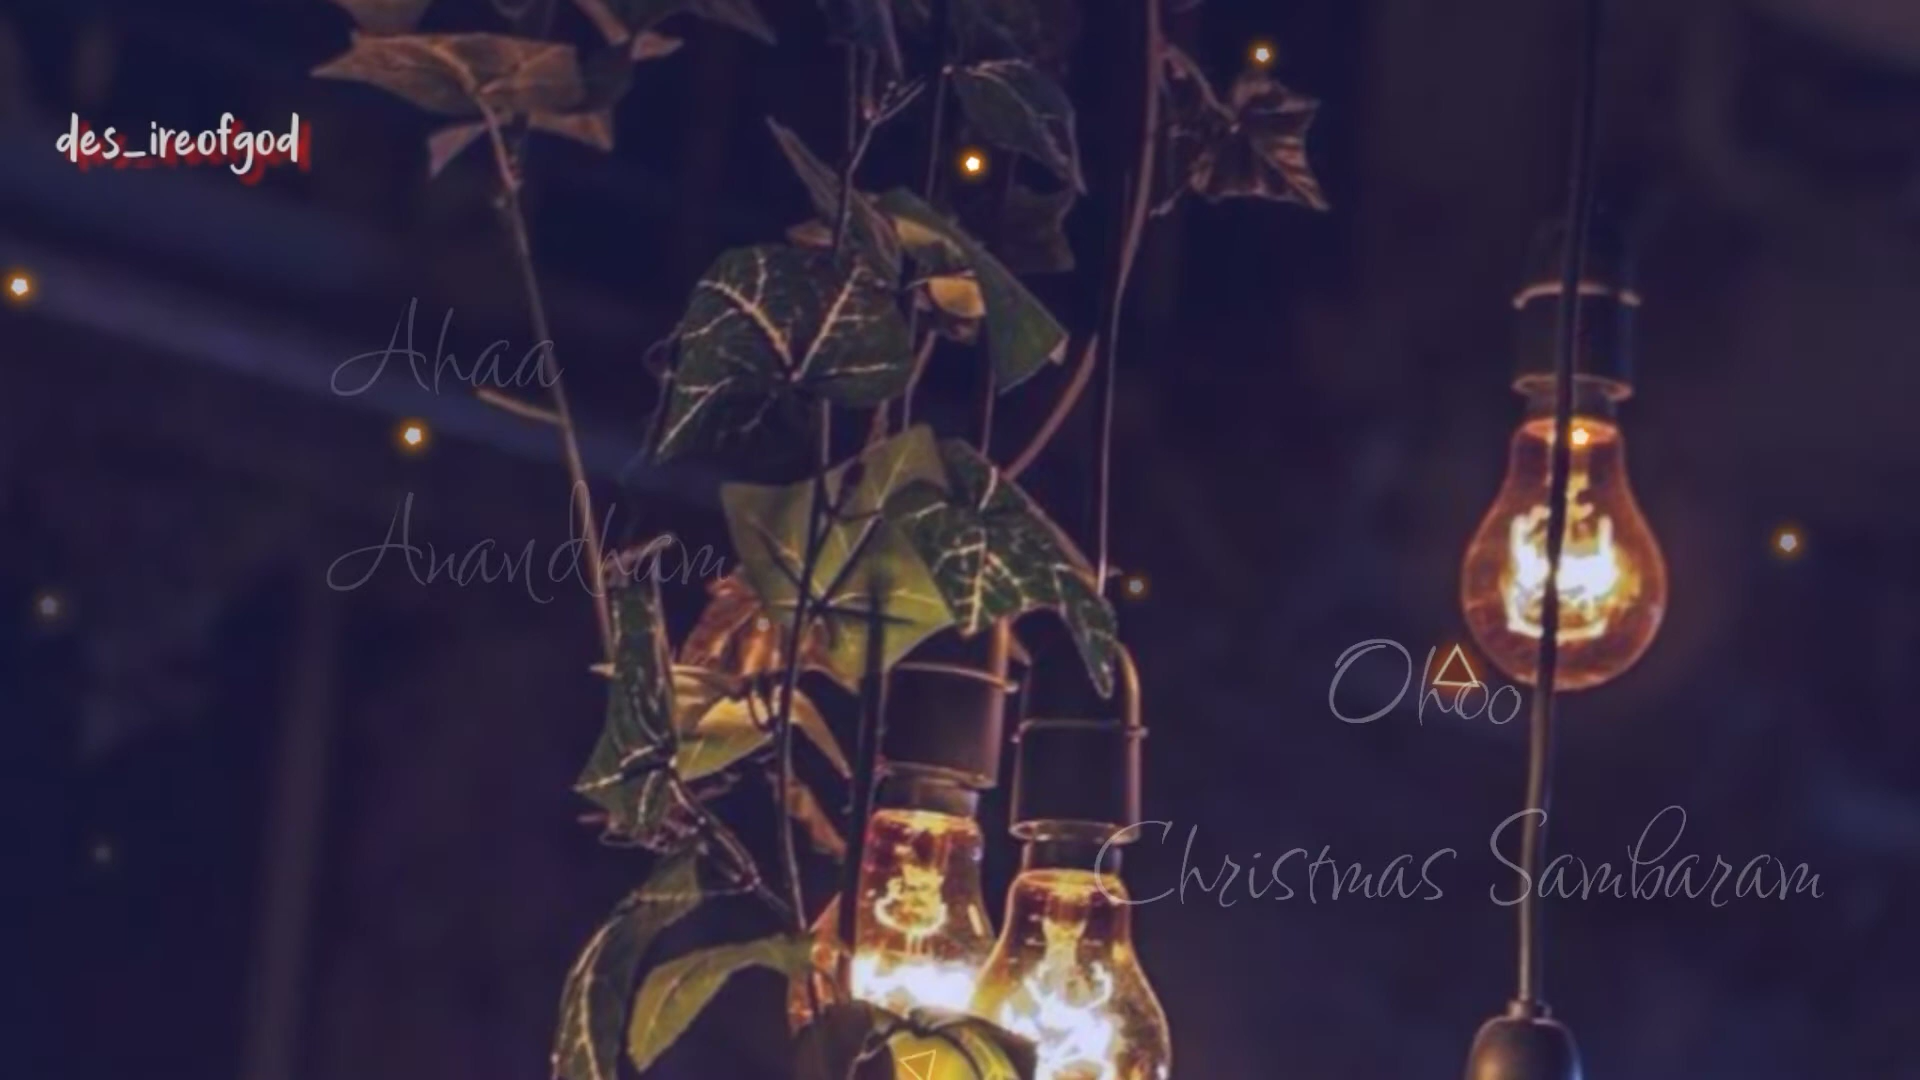 des_ireofgod
Ahaa
Anandham
Ohoo
Christmas Sambaram